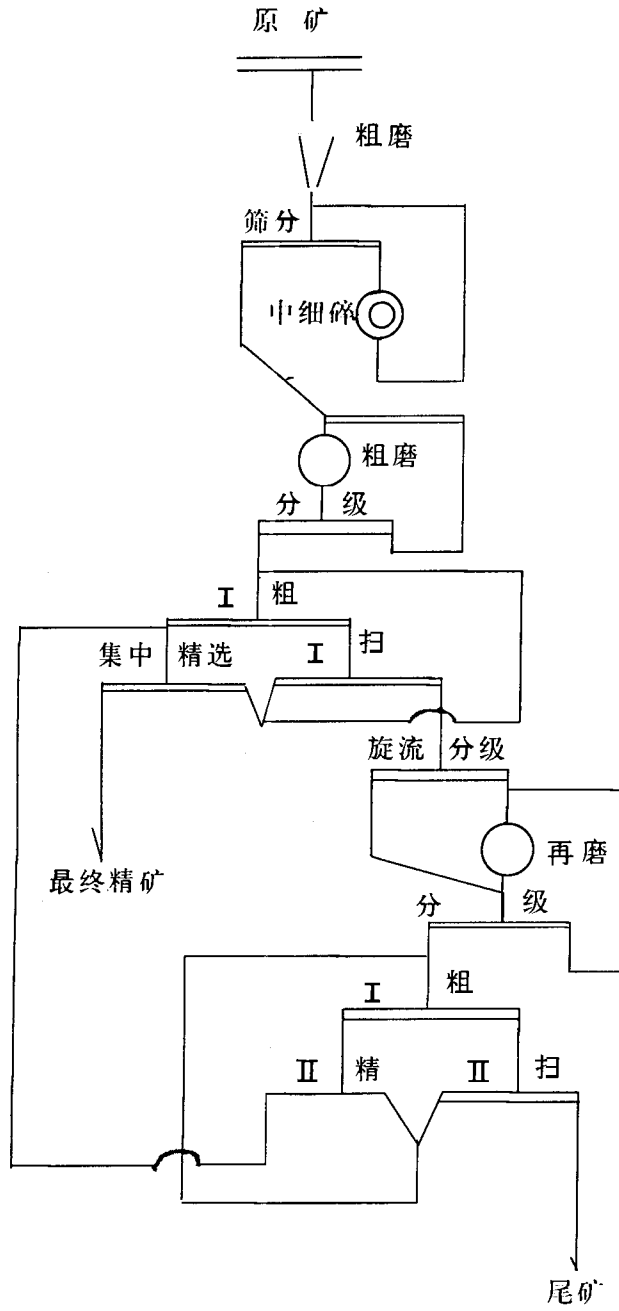 原 矿
粗磨
筛分
中细碎
粗磨
分 级
I 粗
集中 精选 I 扫
旋流 分级
再磨
最终精矿
分 级
I 粗
II 精 II 扫
尾矿